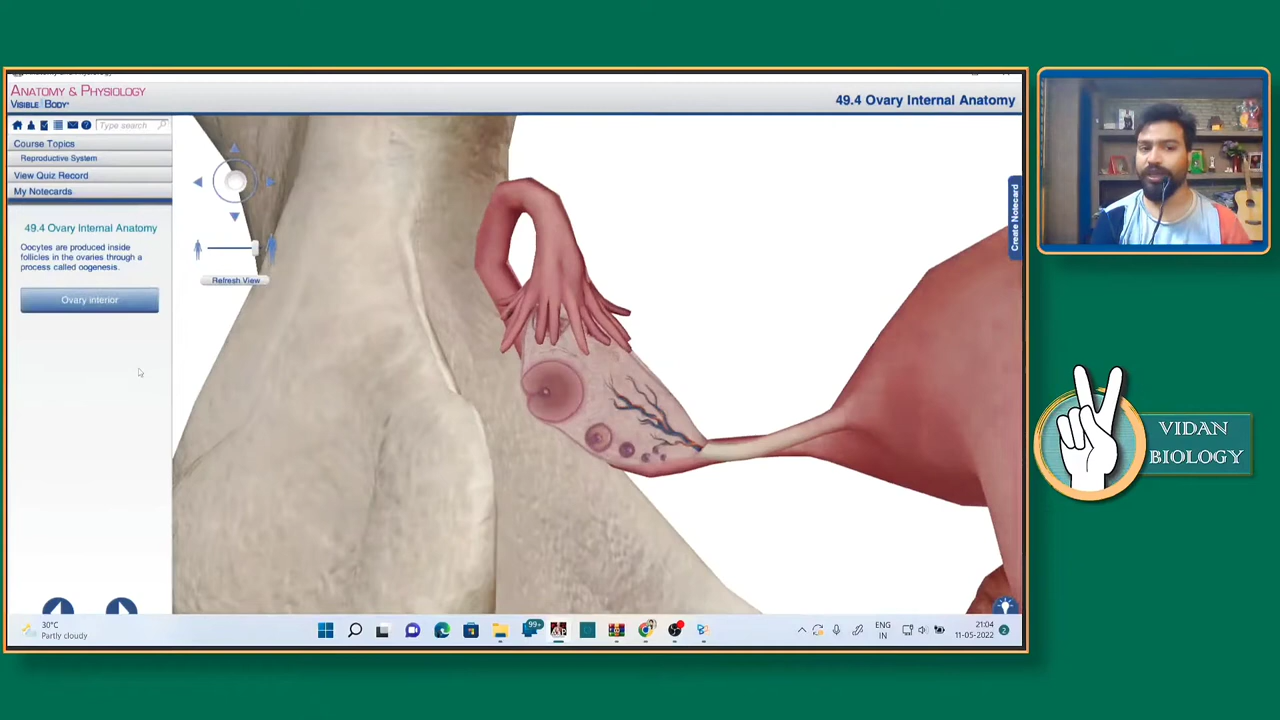 ANATOMY & PHYSIOLOGY
VISIBLE BODY
49.4 Ovary Internal Anatomy
Type search
Course Topics
Reproductive System
View Quiz Record
My Notecards
49.4 Ovary Internal Anatomy
Oocytes are produced inside
follicles in the ovaries through a
process called oogenesis.
Ovary interior
Refresh View
Create Notecard
VIDAN
BIOLOGY
30°C
Partly cloudy
99+
ENG
IN
21:04
11-05-2022
2